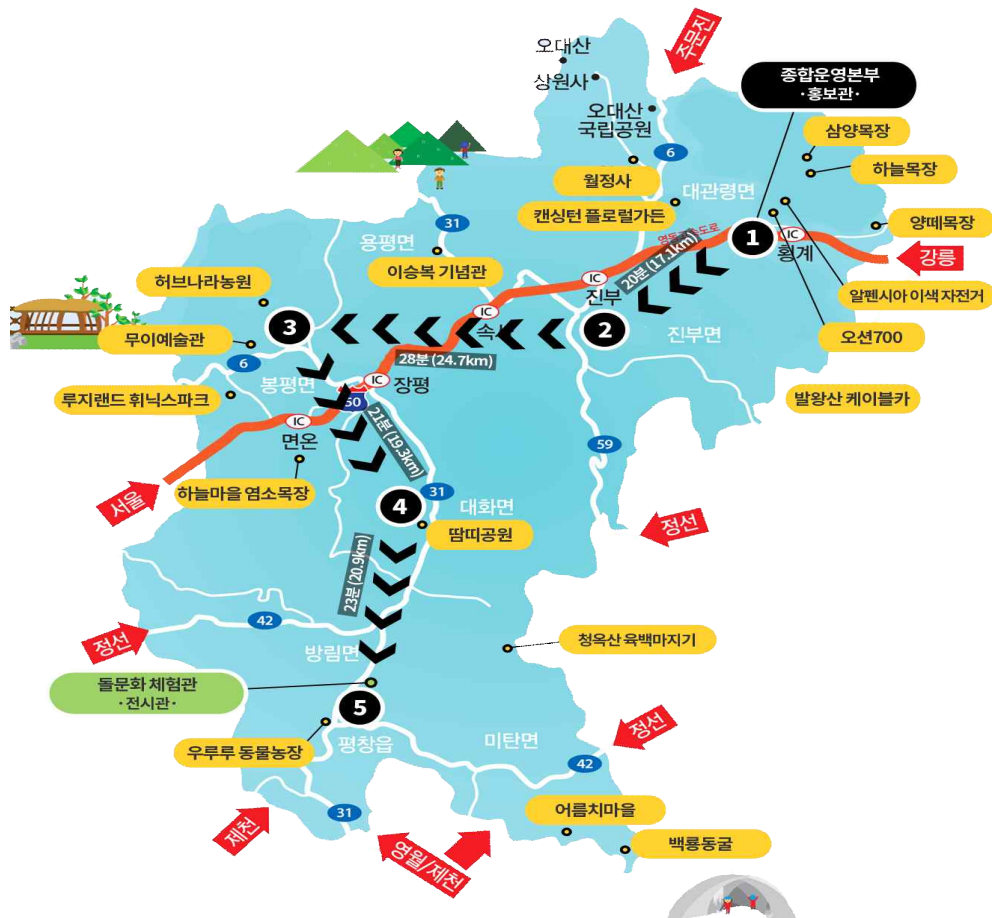 오대산
상원사
오대산
국립공원
주문진
종합운영본부
·홍보관·
삼양목장
하늘목장
6
월정사
대관령면
캔싱턴 플로럴가든
31
용평면
이승복 기념관
1
IC
횡계
양떼목장
강릉
20분 (17.1km)
알펜시아 이색 자전거
오션700
허브나라농원
무이예술관
3
IC
진부
2
진부면
IC
28분 (24.7km)
6
봉평면
IC
장평
50
루지랜드 휘닉스파크
IC
면온
21분 (19.3km)
발왕산 케이블카
59
서울
하늘마을 염소목장
4
31
대화면
땀띠공원
정선
23분 (20.9km)
42
정선
방림면
청옥산 육백마지기
돌문화 체험관
·전시관·
5
우루루 동물농장
평창읍
미탄면
정선
42
31
제천
영월/제천
어름치마을
백룡동굴